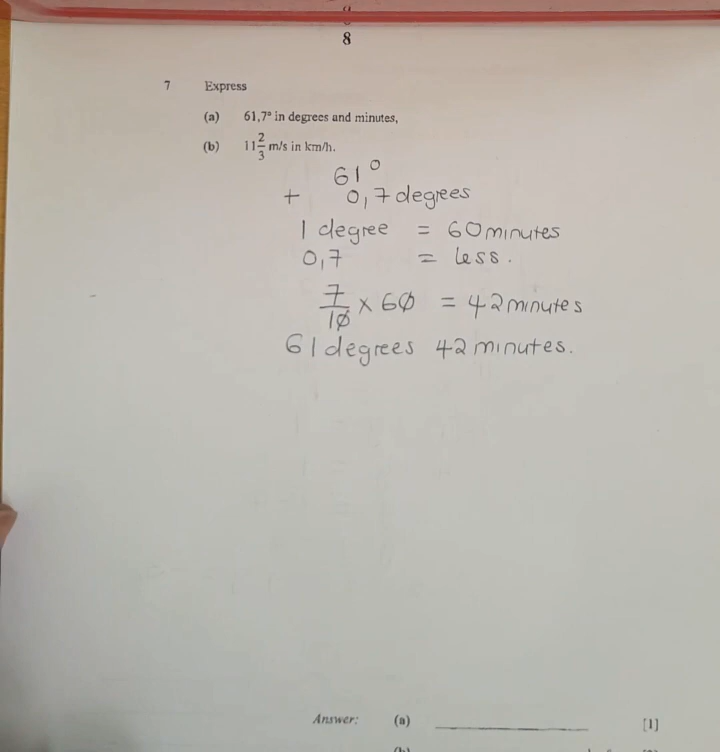 8
7 Express
(a) 61,7° in degrees and minutes,
(b) 11 2/3 m/s in km/h.
61°
+ 0,7 degrees
1 degree = 60 minutes
0,7 = less.
7/10 × 60 = 42 minutes
61 degrees 42 minutes.
Answer: (a) ____________ [1]